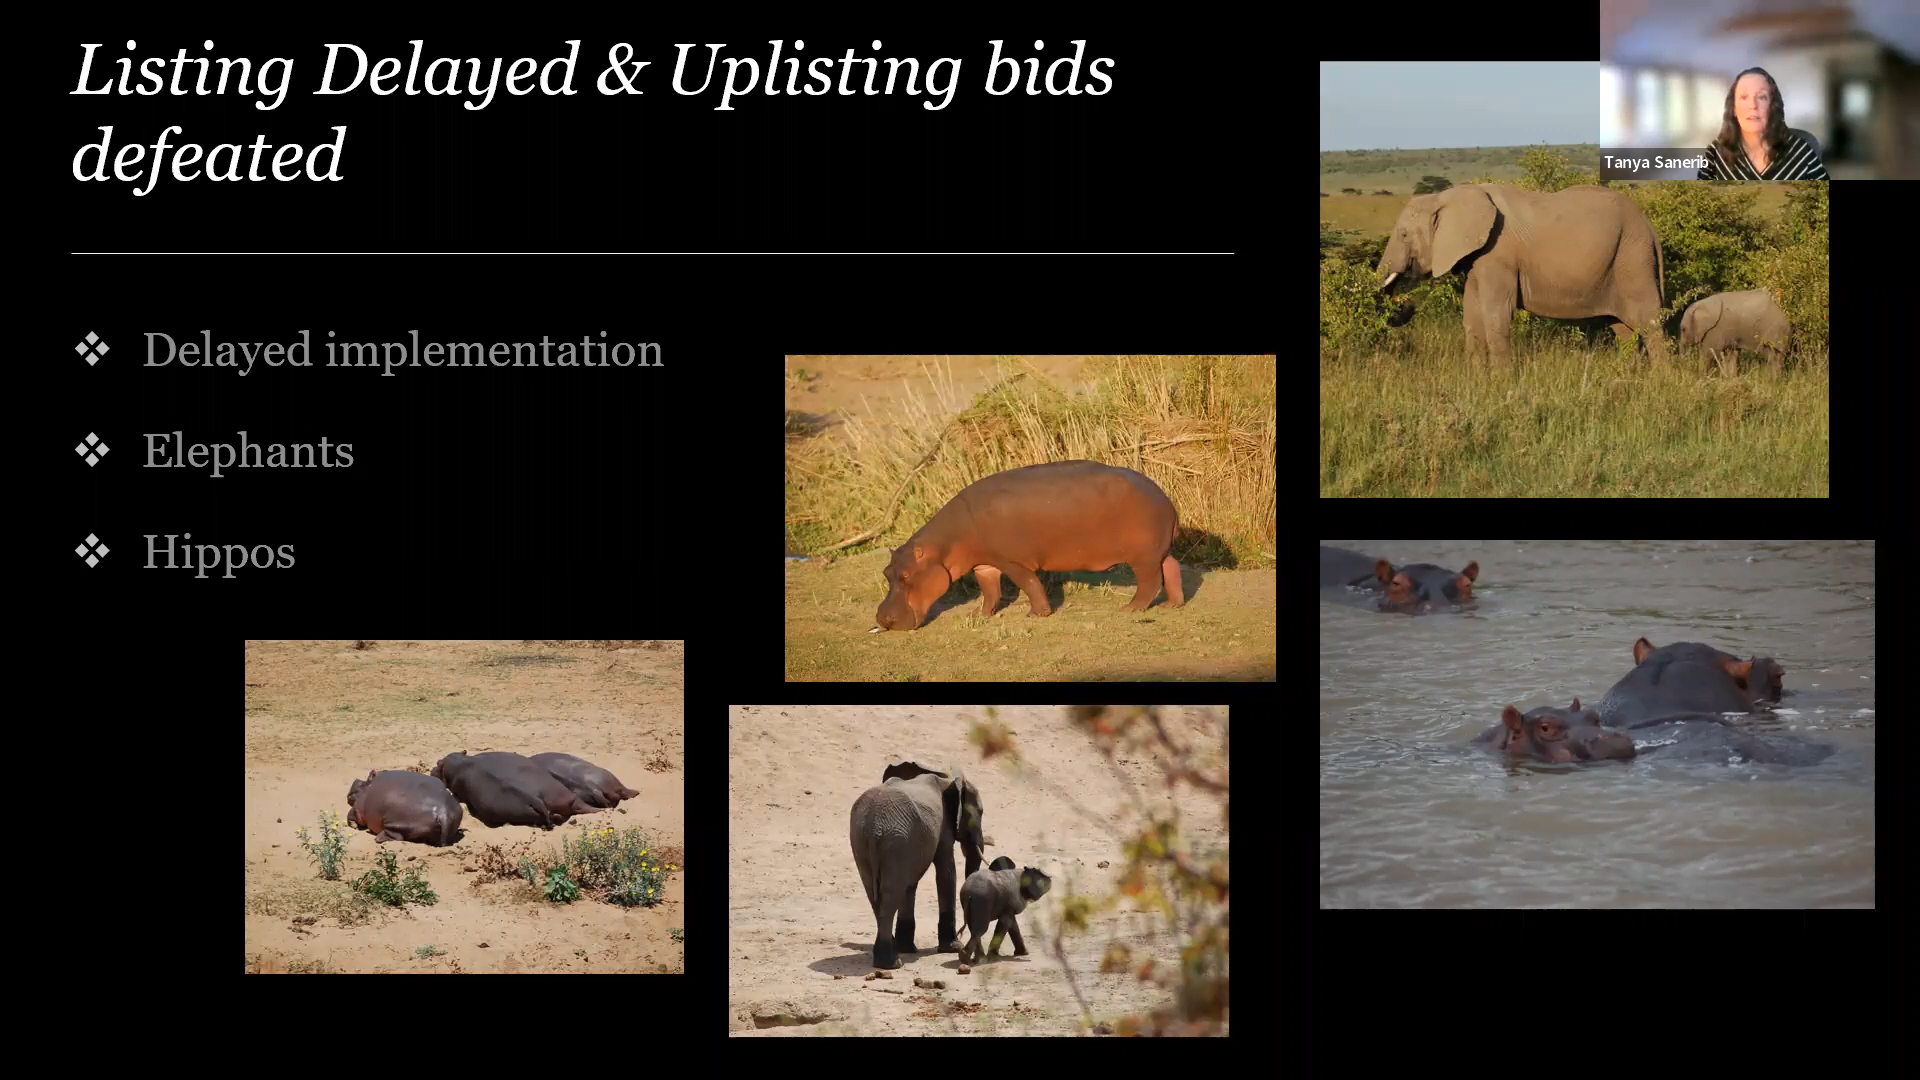 Listing Delayed & Uplisting bids
defeated
Delayed implementation
Elephants
Hippos
Tanya Sanerib